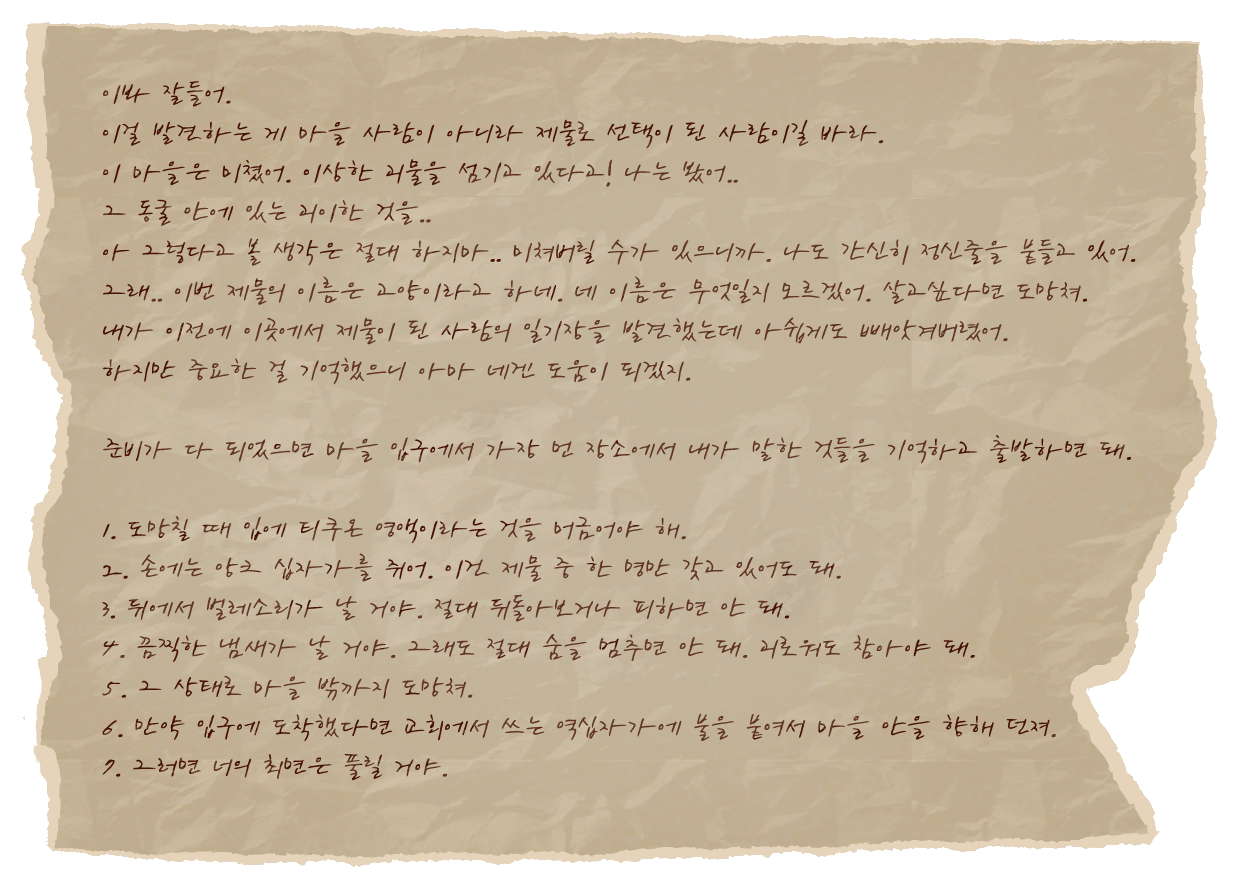 이봐 잘들어.
이걸 발견하는 게 마을 사람이 아니라 제물로 선택이 된 사람이길 바라.
이 마을은 미쳤어. 이상한 괴물을 섬기고 있다고! 나는 봤어..
그 동굴 안에 있는 괴이한 것을..
아 그렇다고 볼 생각은 절대 하지마.. 미쳐버릴 수가 있으니까. 나도 간신히 정신줄을 붙들고 있어.
그래.. 이번 제물의 이름은 고양이라고 하네. 네 이름은 무엇일지 모르겠어. 살고싶다면 도망쳐.
내가 이전에 이곳에서 제물이 된 사람의 일기장을 발견했는데 아쉽게도 빼앗겨버렸어.
하지만 중요한 걸 기억했으니 아마 네겐 도움이 되겠지.
준비가 다 되었으면 마을 입구에서 가장 먼 장소에서 내가 말한 것들을 기억하고 출발하면 돼.
1. 도망칠 때 입에 티쿠온 영액이라는 것을 머금어야 해.
2. 손에는 앙크 십자가를 쥐어. 이건 제물 중 한 명만 갖고 있어도 돼.
3. 뒤에서 벌레소리가 날 거야. 절대 뒤돌아보거나 피하면 안 돼.
4. 끔찍한 냄새가 날 거야. 그래도 절대 숨을 멈추면 안 돼. 괴로워도 참아야 돼.
5. 그 상태로 마을 밖까지 도망쳐.
6. 만약 입구에 도착했다면 교회에서 쓰는 역십자가에 불을 붙여서 마을 안을 향해 던져.
7. 그러면 너의 최면은 풀릴 거야.